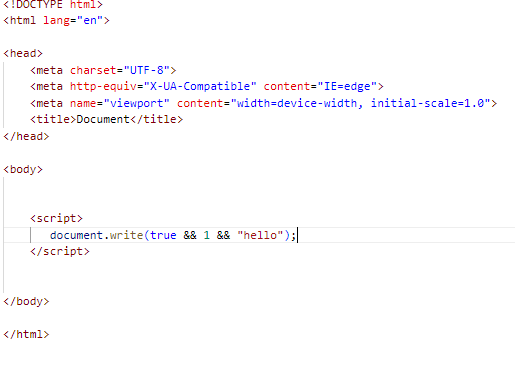 <!DOCTYPE html>
<html lang="en">
<head>
<meta charset="UTF-8">
<meta http-equiv="X-UA-Compatible" content="IE=edge">
<meta name="viewport" content="width=device-width, initial-scale=1.0">
<title>Document</title>
</head>
<body>
<script>
document.write(true && 1 && "hello");
</script>
</body>
</html>